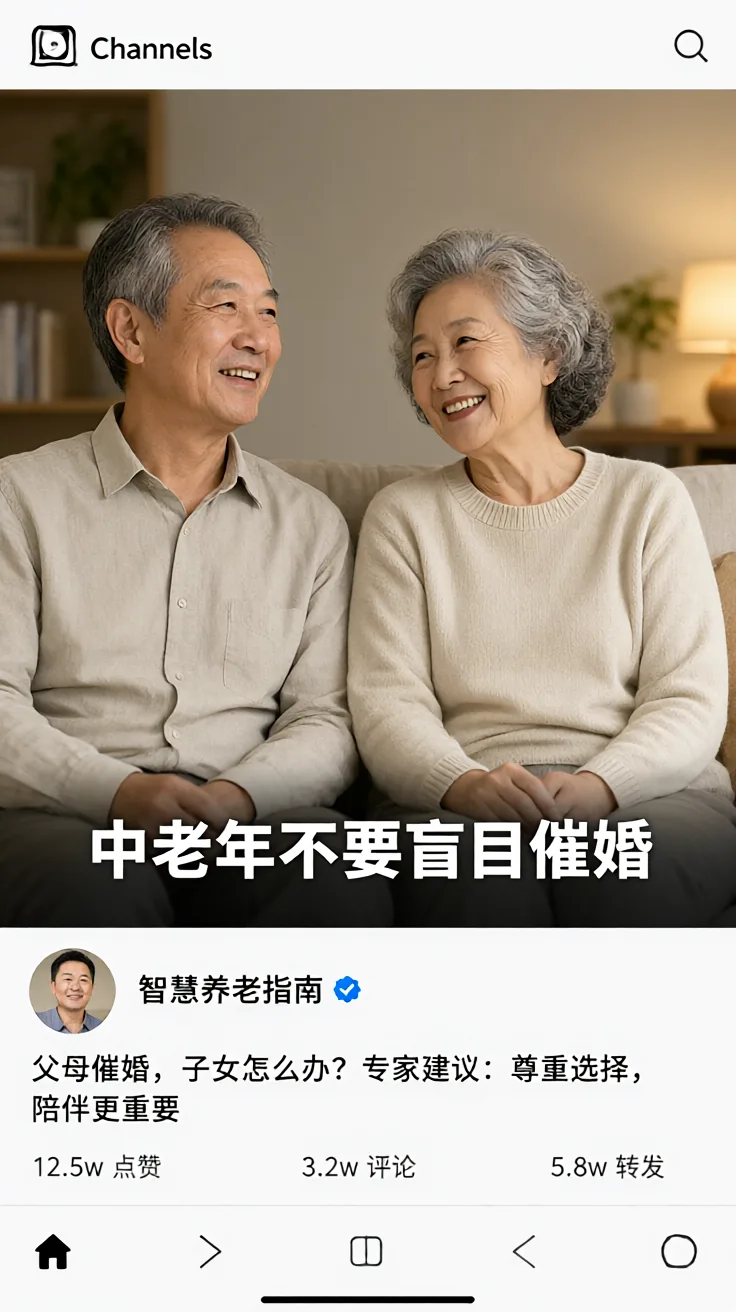 Channels
中老年不要盲目催婚
智慧养老指南
父母催婚，子女怎么办？专家建议：尊重选择，
陪伴更重要
12.5w 点赞 3.2w 评论 5.8w 转发